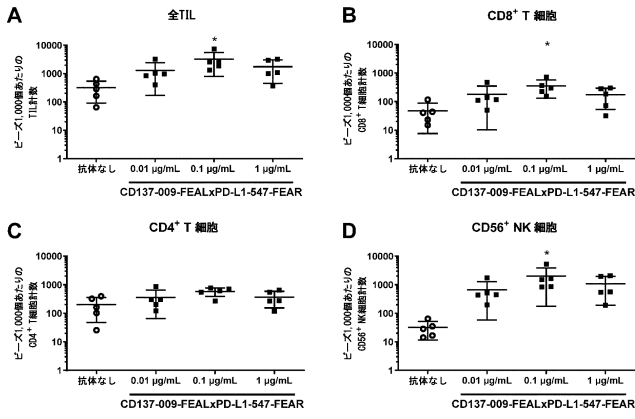 A
全TIL
*
ビーズ1,000個あたりの
TIL計数
10000
1000
100
10
1
抗体なし 0.01 μg/mL 0.1 μg/mL 1 μg/mL
CD137-009-FEALxPD-L1-547-FEAR
B
CD8+ T 細胞
*
ビーズ1,000個あたりの
CD8+ T細胞計数
10000
1000
100
10
1
抗体なし 0.01 μg/mL 0.1 μg/mL 1 μg/mL
CD137-009-FEALxPD-L1-547-FEAR
C
CD4+ T 細胞
ビーズ1,000個あたりの
CD4+ T細胞計数
10000
1000
100
10
1
抗体なし 0.01 μg/mL 0.1 μg/mL 1 μg/mL
CD137-009-FEALxPD-L1-547-FEAR
D
CD56+ NK 細胞
*
ビーズ1,000個あたりの
CD56+ NK細胞計数
10000
1000
100
10
1
抗体なし 0.01 μg/mL 0.1 μg/mL 1 μg/mL
CD137-009-FEALxPD-L1-547-FEAR